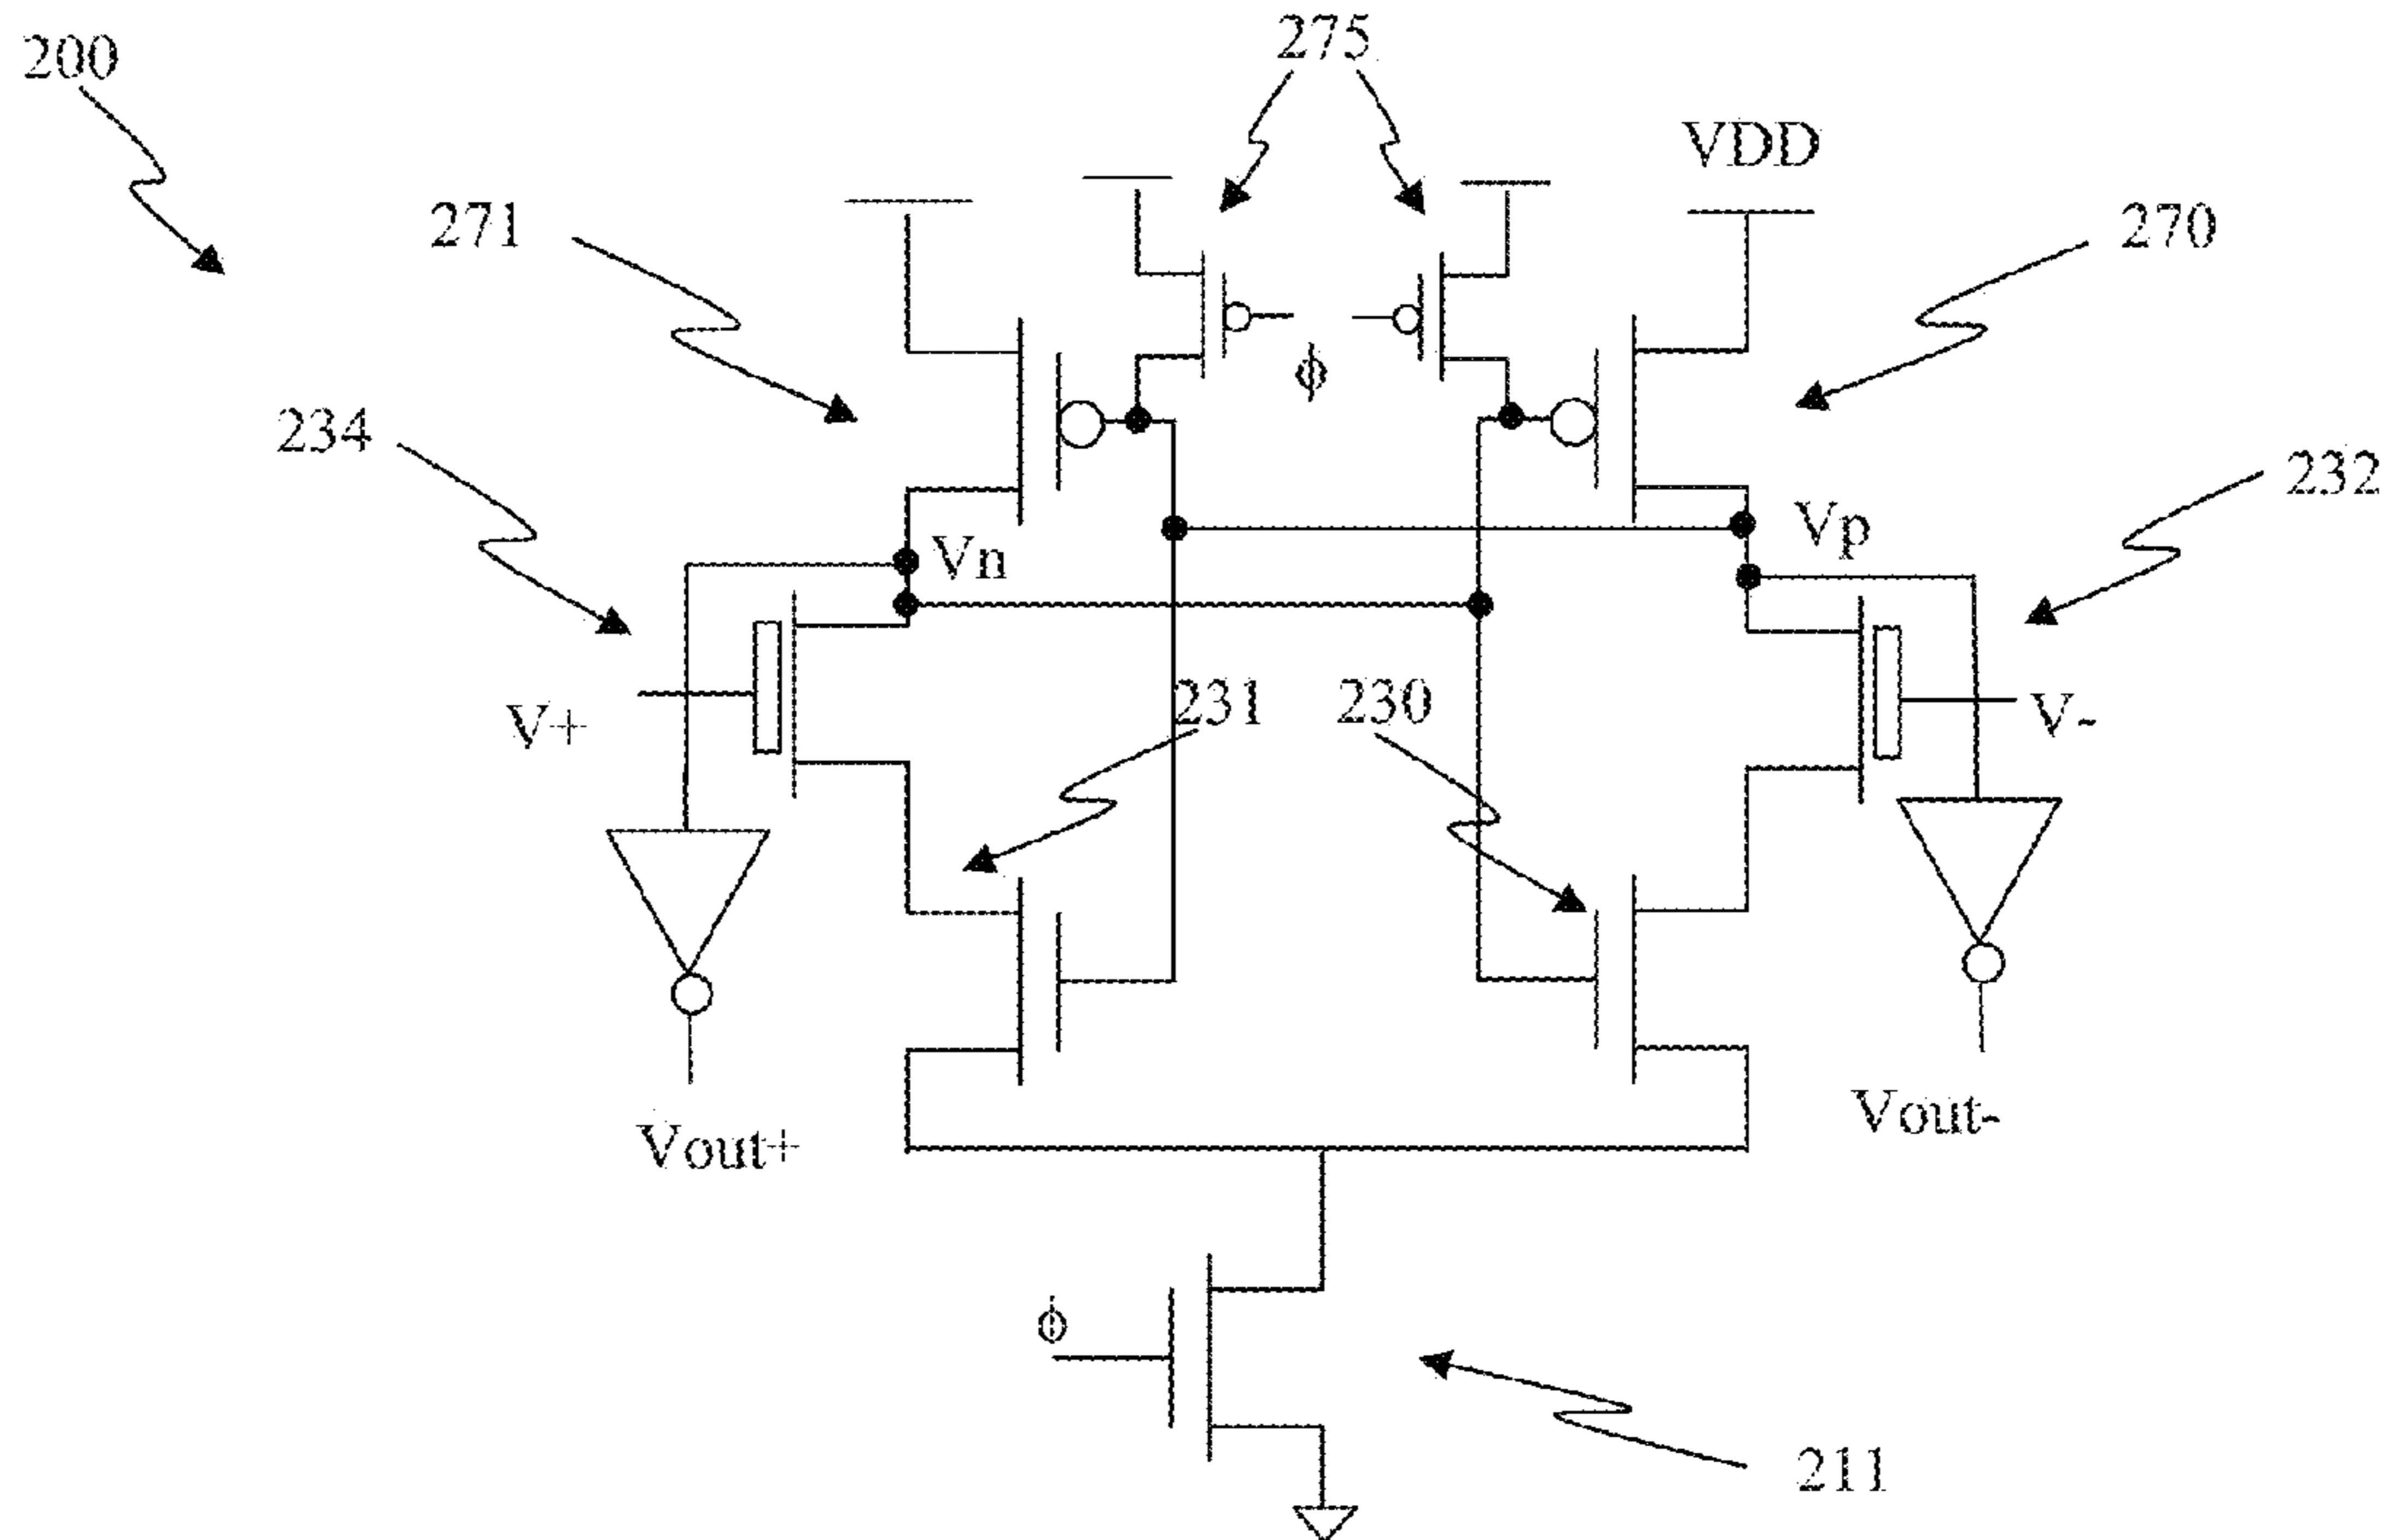 200
275
VDD
271
270
ϕ
234
232
Vn
Vp
231
230
V+
V-
Vout+
Vout-
ϕ
211